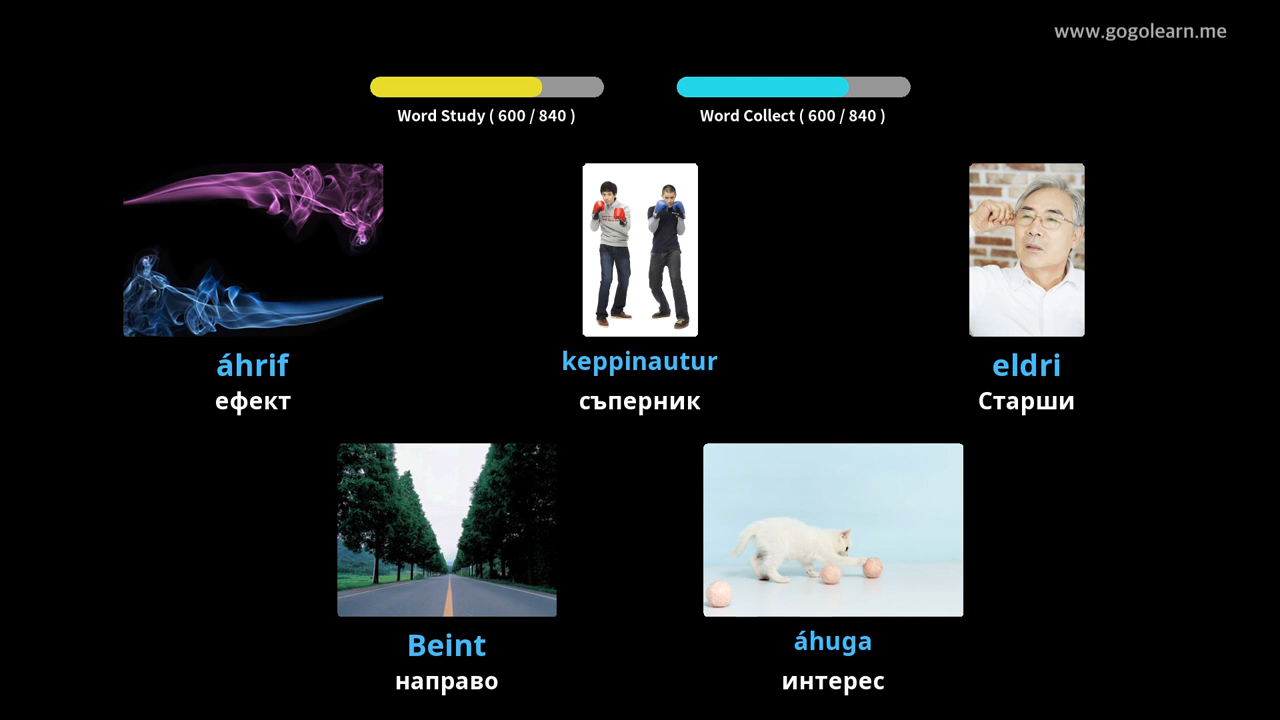 www.gogolearn.me
Word Study ( 600 / 840 )
Word Collect ( 600 / 840 )
áhrif
ефект
keppinautur
съперник
eldri
Старши
Beint
направо
áhuga
интерес